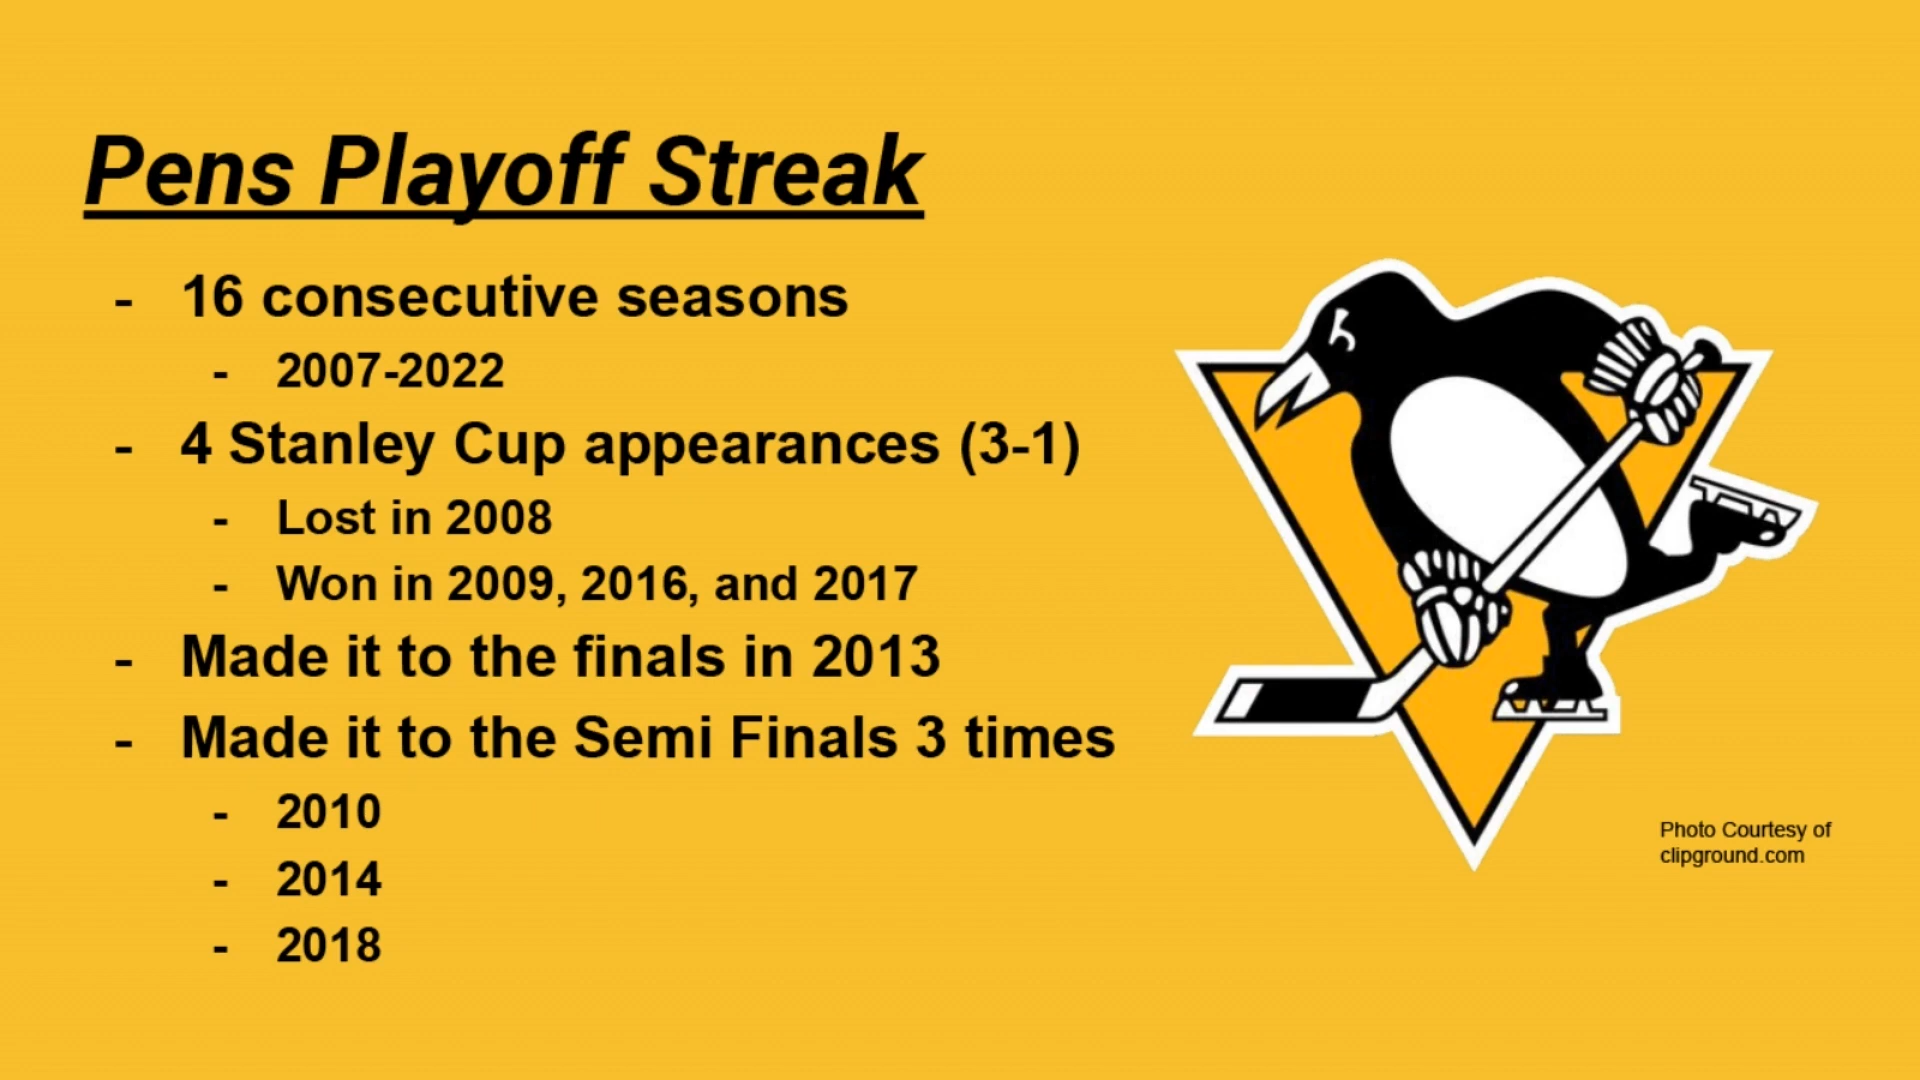 Pens Playoff Streak
- 16 consecutive seasons
- 2007-2022
- 4 Stanley Cup appearances (3-1)
- Lost in 2008
- Won in 2009, 2016, and 2017
- Made it to the finals in 2013
- Made it to the Semi Finals 3 times
- 2010
- 2014
- 2018
Photo Courtesy of
clipground.com